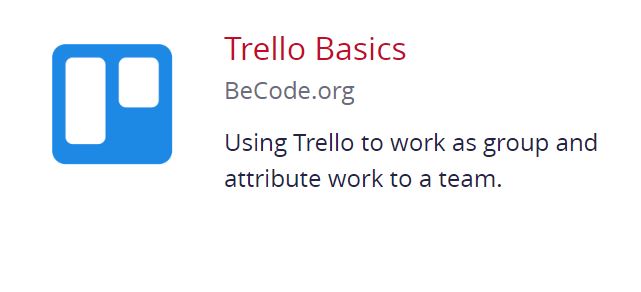 Trello Basics
BeCode.org
Using Trello to work as group and
attribute work to a team.